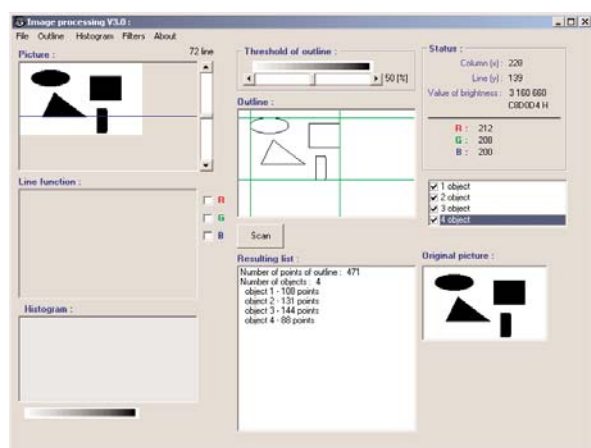 Image processing V3.0 :
File Outline Histogram Filters About
Picture :
72 line
Threshold of outline :
50 [%]
Status :
Column (x) : 228
Line (y) : 139
Value of brightness : 3 160 660
C8D0D4 H
R : 212
G : 208
B : 200
Outline :
Line function :
R
G
B
1 object
2 object
3 object
4 object
Scan
Resulting list :
Number of points of outline : 471
Number of objects : 4
object 1 - 108 points
object 2 - 131 points
object 3 - 144 points
object 4 - 88 points
Original picture :
Histogram :